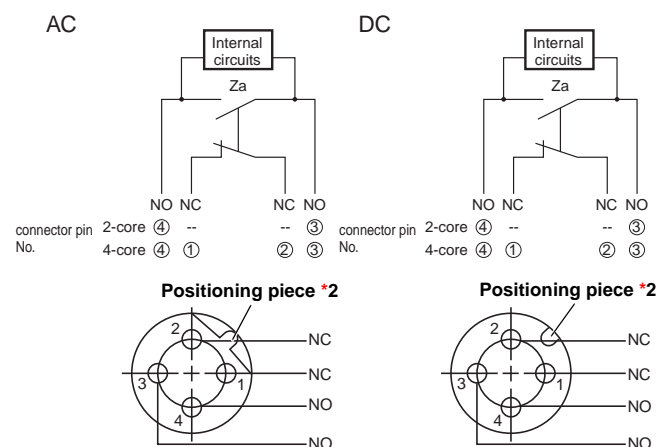 AC
DC
Internal circuits
Internal circuits
Za
Za
NO NC NC NO
NO NC NC NO
connector pin No.
2-core ④ -- -- ③
4-core ④ ① ② ③
connector pin No.
2-core ④ -- -- ③
4-core ④ ① ② ③
Positioning piece *2
Positioning piece *2
2
NC
3
1
NC
4
NO
NO
2
NC
3
1
NC
4
NO
NO